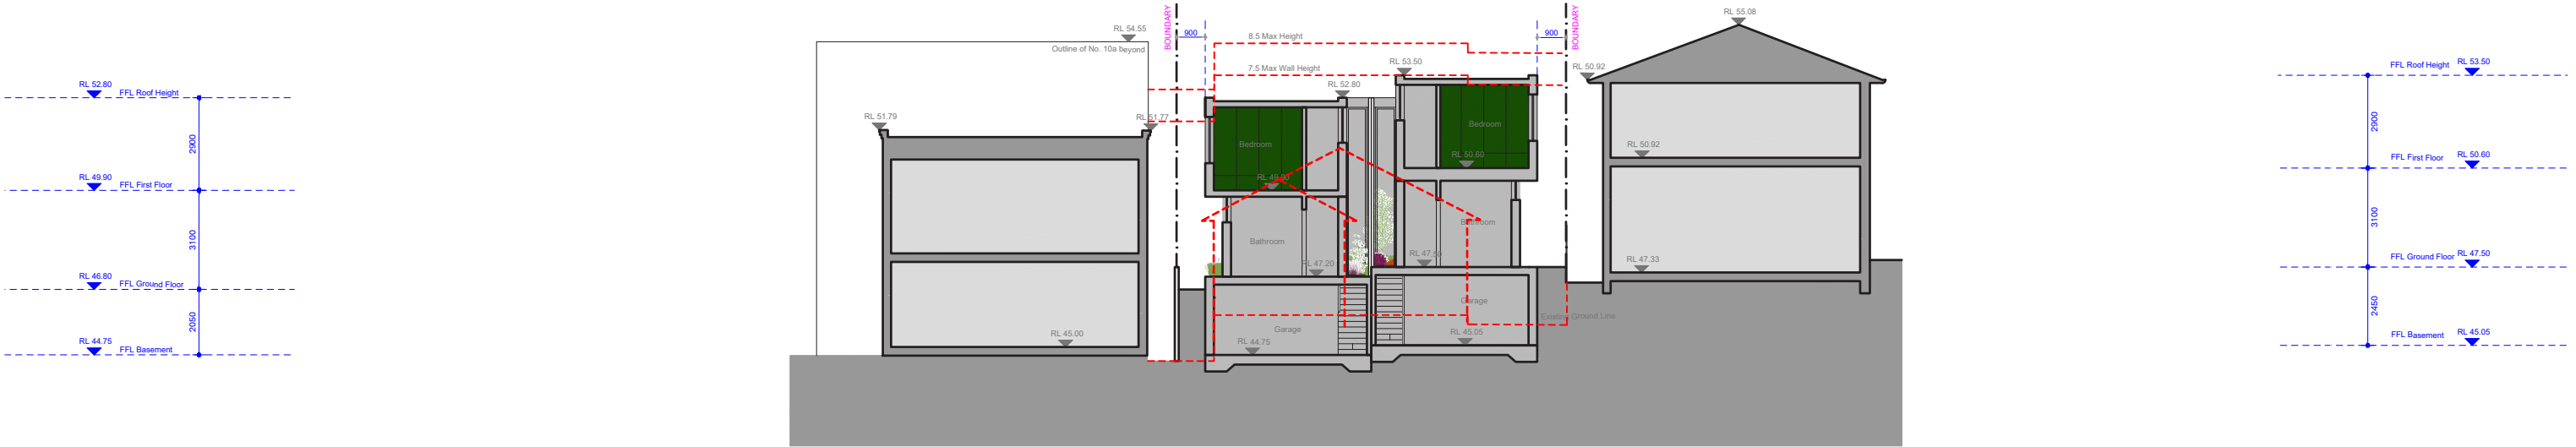 RL 52.80
FFL Roof Height
2900
RL 49.90
FFL First Floor
3100
RL 46.80
FFL Ground Floor
2050
RL 44.75
FFL Basement
RL 54.55
Outline of No. 10a beyond
RL 51.79
RL 51.77
RL 45.00
BOUNDARY
900
8.5 Max Height
7.5 Max Wall Height
RL 52.80
RL 53.50
900
BOUNDARY
Bedroom
Bedroom
RL 50.60
Bathroom
Bathroom
RL 47.20
RL 47.
Garage
Garage
RL 44.75
RL 45.05
Existing Ground Line
RL 55.08
RL 50.92
RL 50.92
RL 47.33
FFL Roof Height
RL 53.50
2900
FFL First Floor
RL 50.60
3100
FFL Ground Floor
RL 47.50
2450
FFL Basement
RL 45.05